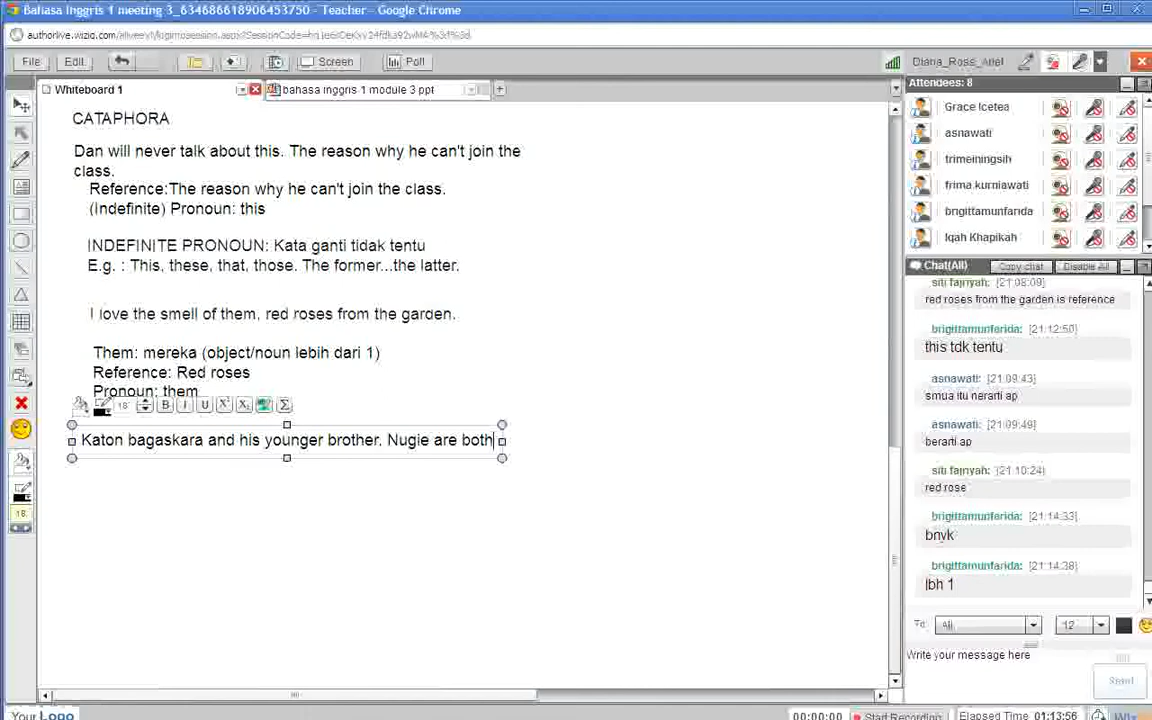 Bahasa Inggris 1 meeting 3_634686618906453750 - Teacher - Google Chrome
File Edit Screen Poll Diana_Ross_Ariel
Whiteboard 1 bahasa inggris 1 module 3 ppt
CATAPHORA
Dan will never talk about this. The reason why he can't join the
class.
Reference:The reason why he can't join the class.
(Indefinite) Pronoun: this
INDEFINITE PRONOUN: Kata ganti tidak tentu
E.g. : This, these, that, those. The former...the latter.
I love the smell of them, red roses from the garden.
Them: mereka (object/noun lebih dari 1)
Reference: Red roses
Pronoun: them
18 B I U X² X₂ Σ
Katon bagaskara and his younger brother. Nugie are both
18
Your Logo
Attendees: 8
Grace Icetea
asnawati
trimeiningsih
frima kurniawati
brigittamunfarida
Iqah Khapikah
Chat(All) Copy chat Disable All
siti fajriyah: [21:08:09]
red roses from the garden is reference
brigittamunfarida: [21:12:50]
this tdk tentu
asnawati: [21:09:43]
smua itu nerarti ap
asnawati: [21:09:49]
berarti ap
siti fajriyah: [21:10:24]
red rose
brigittamunfarida: [21:14:33]
bnyk
brigittamunfarida: [21:14:38]
lbh 1
To: All 12
Write your message here
Send
00:00:00 Start Recording Elapsed Time 01:13:56